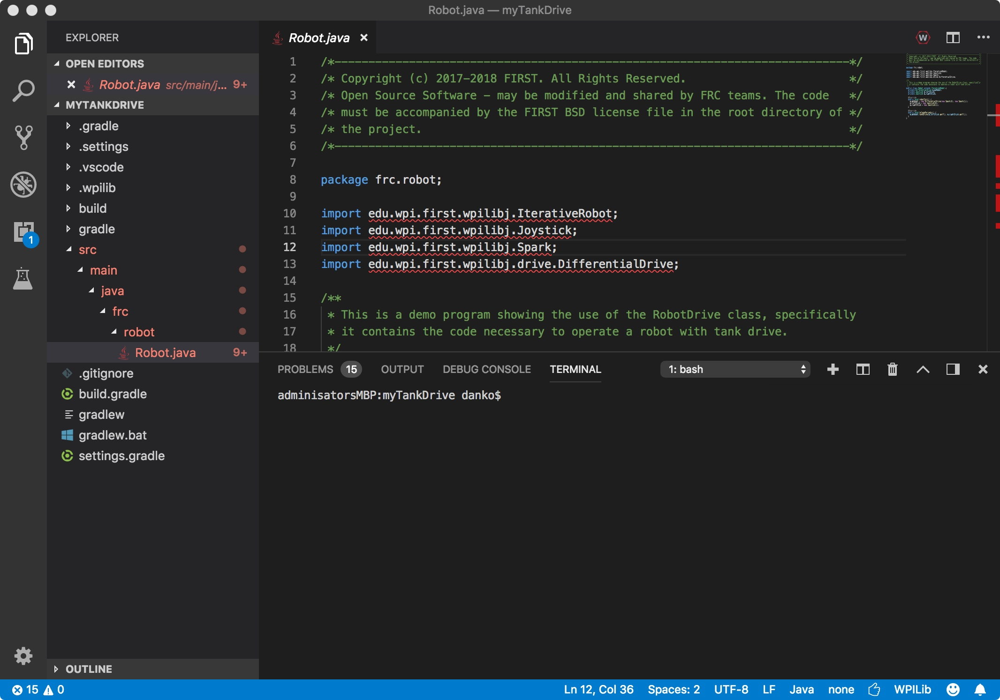 Robot.java — myTankDrive
EXPLORER
OPEN EDITORS
Robot.java src/main/j... 9+
MYTANKDRIVE
.gradle
.settings
.vscode
.wpilib
build
gradle
src
main
java
frc
robot
Robot.java 9+
.gitignore
build.gradle
gradlew
gradlew.bat
settings.gradle
OUTLINE
1
Robot.java
W
1 /*----------------------------------------------------------------------------*/
2 /* Copyright (c) 2017-2018 FIRST. All Rights Reserved. */
3 /* Open Source Software - may be modified and shared by FRC teams. The code */
4 /* must be accompanied by the FIRST BSD license file in the root directory of */
5 /* the project. */
6 /*----------------------------------------------------------------------------*/
7
8 package frc.robot;
9
10 import edu.wpi.first.wpilibj.IterativeRobot;
11 import edu.wpi.first.wpilibj.Joystick;
12 import edu.wpi.first.wpilibj.Spark;
13 import edu.wpi.first.wpilibj.drive.DifferentialDrive;
14
15 /**
16 * This is a demo program showing the use of the RobotDrive class, specifically
17 * it contains the code necessary to operate a robot with tank drive.
18 */
PROBLEMS 15 OUTPUT DEBUG CONSOLE TERMINAL 1: bash
adminisatorsMBP:myTankDrive danko$
15 0 Ln 12, Col 36 Spaces: 2 UTF-8 LF Java none WPILib